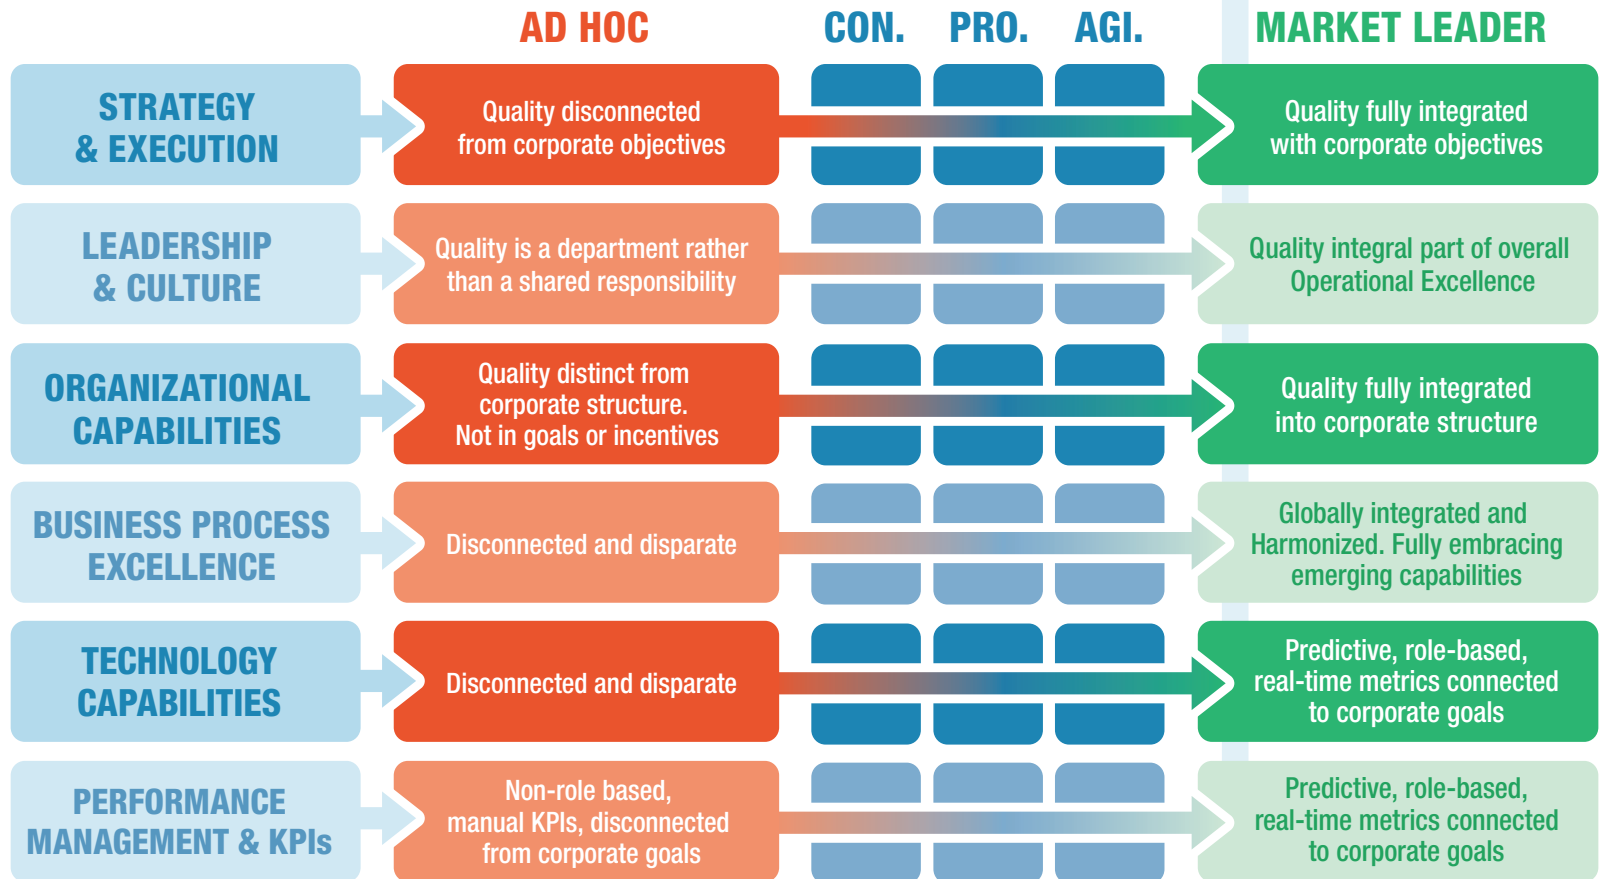 AD HOC CON. PRO. AGI. MARKET LEADER
STRATEGY
& EXECUTION
Quality disconnected
from corporate objectives
Quality fully integrated
with corporate objectives
LEADERSHIP
& CULTURE
Quality is a department rather
than a shared responsibility
Quality integral part of overall
Operational Excellence
ORGANIZATIONAL
CAPABILITIES
Quality distinct from
corporate structure.
Not in goals or incentives
Quality fully integrated
into corporate structure
BUSINESS PROCESS
EXCELLENCE
Disconnected and disparate
Globally integrated and
Harmonized. Fully embracing
emerging capabilities
TECHNOLOGY
CAPABILITIES
Disconnected and disparate
Predictive, role-based,
real-time metrics connected
to corporate goals
PERFORMANCE
MANAGEMENT & KPIs
Non-role based,
manual KPIs, disconnected
from corporate goals
Predictive, role-based,
real-time metrics connected
to corporate goals